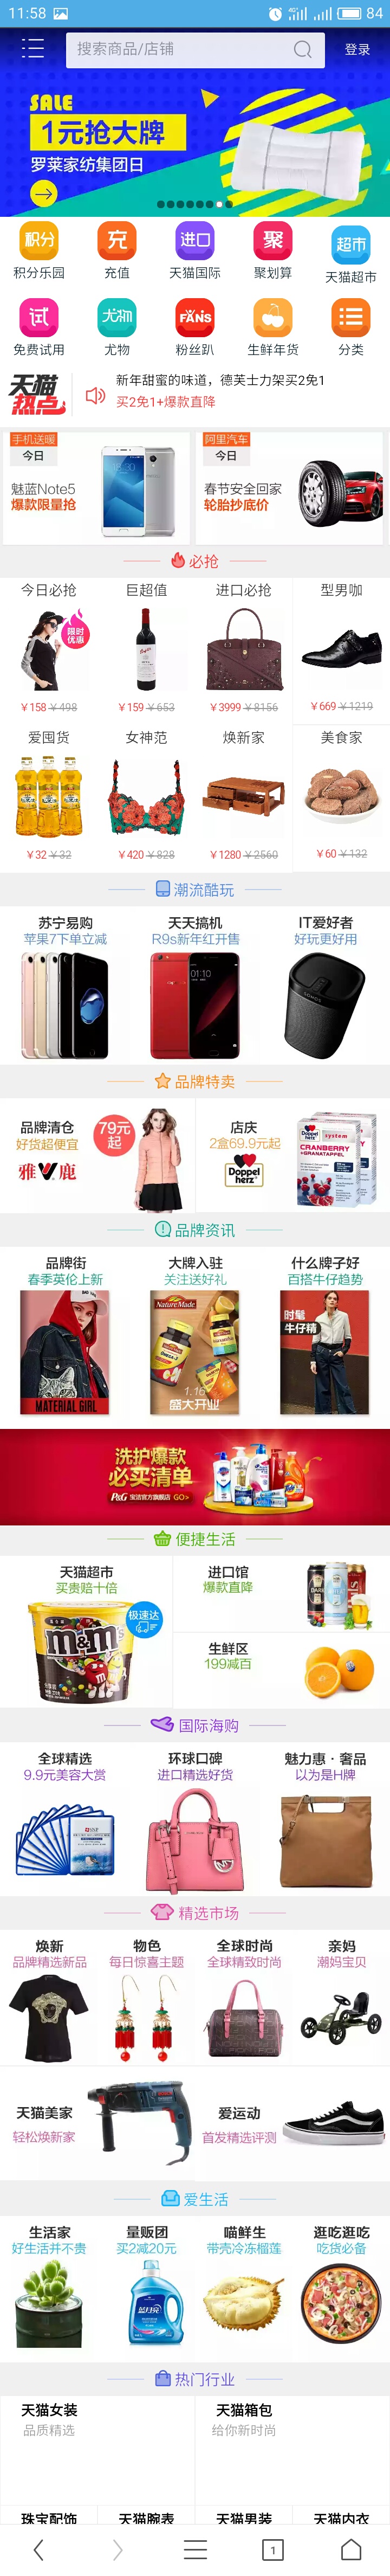 11:58
4G
84
搜索商品/店铺
登录
SALE
1元抢大牌
罗莱家纺集团日
积分 充 进口 聚 超市
积分乐园 充值 天猫国际 聚划算 天猫超市
试 尤物 FANS
免费试用 尤物 粉丝趴 生鲜年货 分类
天猫热点
新年甜蜜的味道，德芙士力架买2免1
买2免1+爆款直降
手机送暖
今日
魅蓝Note5
爆款限量抢
阿里汽车
今日
春节安全回家
轮胎抄底价
必抢
今日必抢 巨超值 进口必抢 型男咖
限时优惠
￥158 ￥498 ￥159 ￥653 ￥3999 ￥8156 ￥669 ￥1219
爱囤货 女神范 焕新家 美食家
￥32 ￥32 ￥420 ￥828 ￥1280 ￥2560 ￥60 ￥132
潮流酷玩
苏宁易购 天天搞机 IT爱好者
苹果7下单立减 R9s新年红开售 好玩更好用
01:10
SONOS
品牌特卖
品牌清仓
好货超便宜
雅鹿
79元起
店庆
2盒69.9元起
Doppel herz
Doppel herz system
CRANBERRY
+GRANATAPFEL
品牌资讯
品牌街 大牌入驻 什么牌子好
春季英伦上新 关注送好礼 百搭牛仔趋势
MATERIAL GIRL
Nature Made
OMEGA-3
1.16
盛大开业
时髦
牛仔精
洗护爆款
必买清单
P&G 宝洁官方旗舰店 GO>
便捷生活
天猫超市
买贵赔十倍
极速达
m&m's
进口馆
爆款直降
生鲜区
199减百
国际海购
全球精选 环球口碑 魅力惠·奢品
9.9元美容大赏 进口精选好货 以为是H牌
精选市场
焕新 物色 全球时尚 亲妈
品牌精选新品 每日惊喜主题 全球精致时尚 潮妈宝贝
天猫美家
轻松焕新家
爱运动
首发精选评测
爱生活
生活家 量贩团 喵鲜生 逛吃逛吃
好生活并不贵 买2减20元 带壳冷冻榴莲 吃货必备
蓝月亮
热门行业
天猫女装 天猫箱包
品质精选 给你新时尚
珠宝配饰 天猫腕表 天猫男装 天猫内衣
1